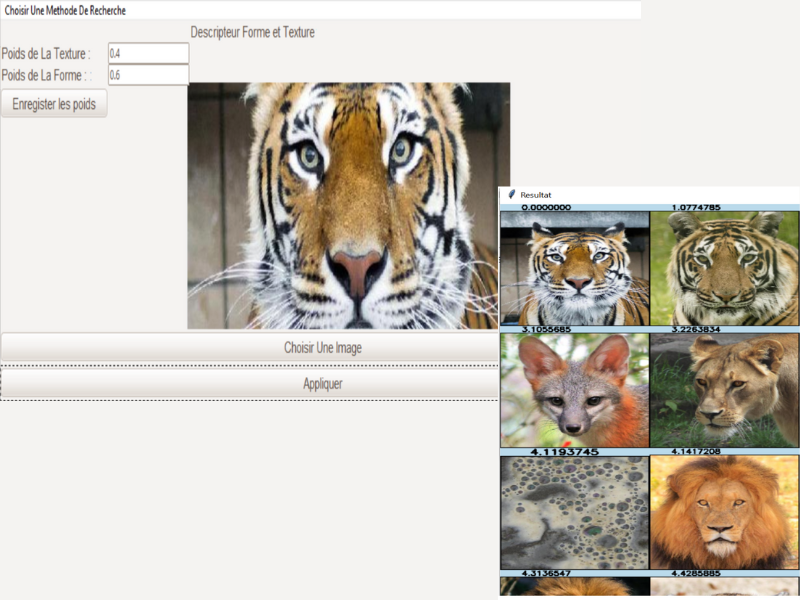 Choisir Une Methode De Recherche
Descripteur Forme et Texture
Poids de La Texture :
0.4
Poids de La Forme :
0.6
Enregister les poids
Choisir Une Image
Appliquer
Resultat
0.0000000 1.0774785
3.1055685 3.2263834
4.1193745 4.1417208
4.3136547 4.4285885